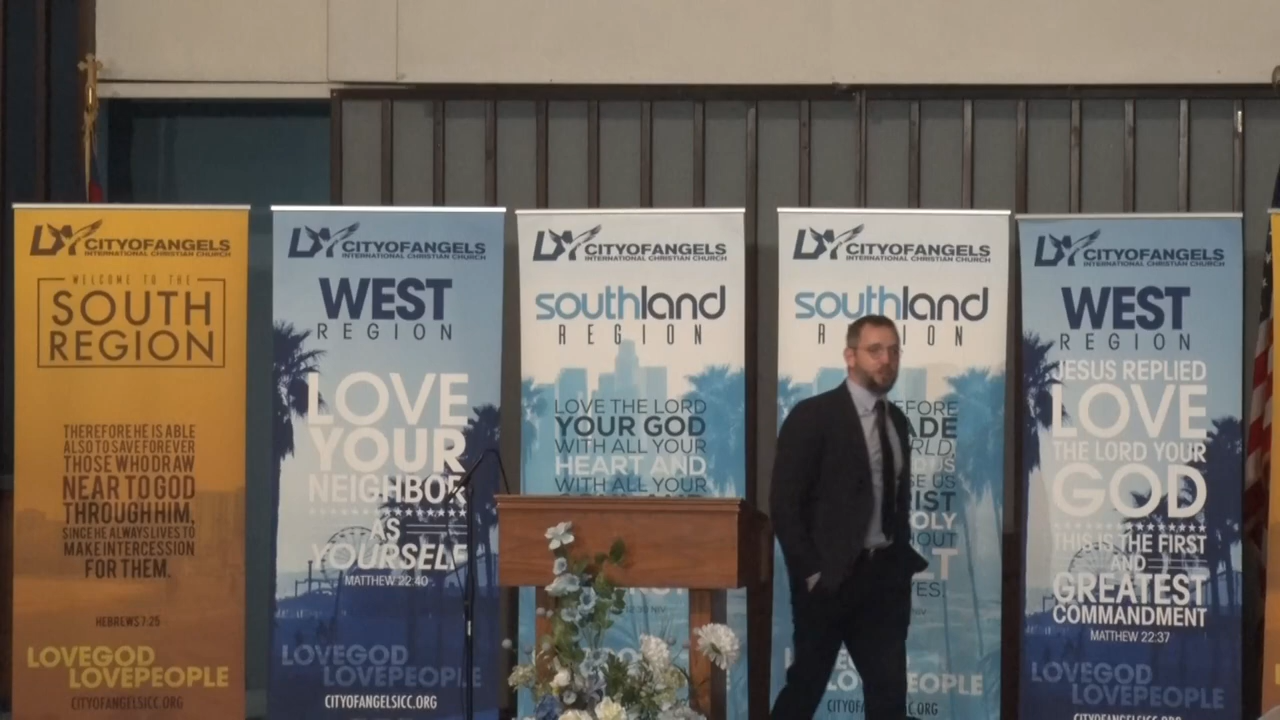 CITYOFANGELS
INTERNATIONAL CHRISTIAN CHURCH
WELCOME TO THE
SOUTH
REGION
THEREFORE HE IS ABLE
ALSO TO SAVE FOREVER
THOSE WHO DRAW
NEAR TO GOD
THROUGH HIM,
SINCE HE ALWAYS LIVES TO
MAKE INTERCESSION
FOR THEM.
HEBREWS 7:25
LOVEGOD
LOVEPEOPLE
CITYOFANGELSICC.ORG
CITYOFANGELS
INTERNATIONAL CHRISTIAN CHURCH
WEST
REGION
LOVE
YOUR
NEIGHBOR
AS
YOURSELF
MATTHEW 22:40
LOVEGOD
LOVEPEOPLE
CITYOFANGELSICC.ORG
CITYOFANGELS
INTERNATIONAL CHRISTIAN CHURCH
southland
REGION
LOVE THE LORD
YOUR GOD
WITH ALL YOUR
HEART AND
WITH ALL YOUR
CITYOFANGELS
INTERNATIONAL CHRISTIAN CHURCH
southland
CITYOFANGELS
INTERNATIONAL CHRISTIAN CHURCH
WEST
REGION
JESUS REPLIED
LOVE
THE LORD YOUR
GOD
THIS IS THE FIRST
AND
GREATEST
COMMANDMENT
MATTHEW 22:37
LOVEGOD
LOVEPEOPLE
CITYOFANGELSICC.ORG